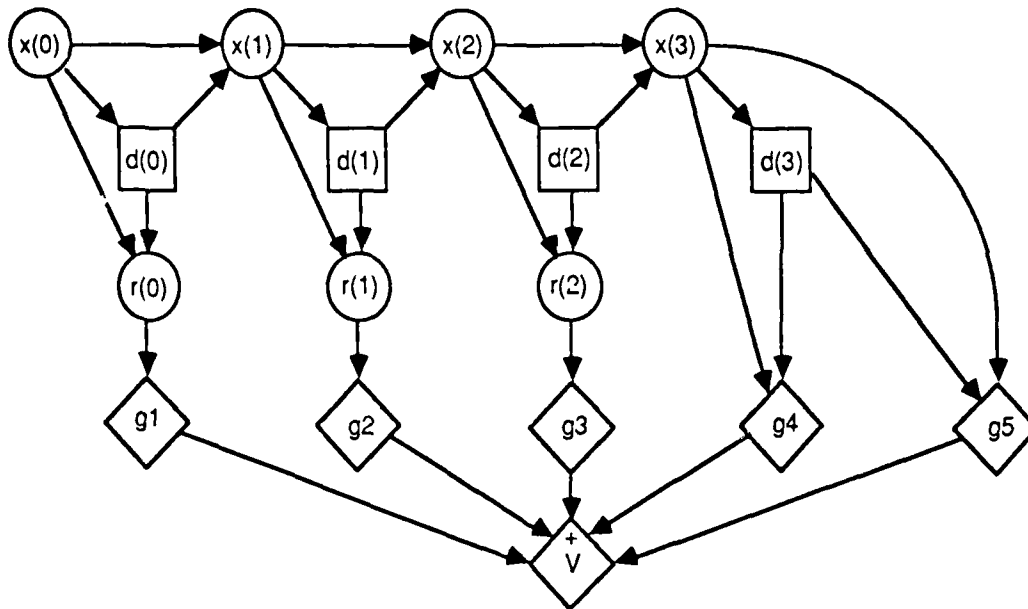 x(0) x(1) x(2) x(3)
d(0) d(1) d(2) d(3)
r(0) r(1) r(2)
g1 g2 g3 g4 g5
+
V